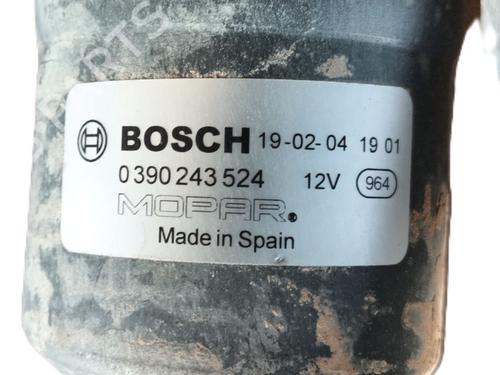 BOSCH 19-02-04 19 01
0 390 243 524 12V 964
MOPAR®
Made in Spain